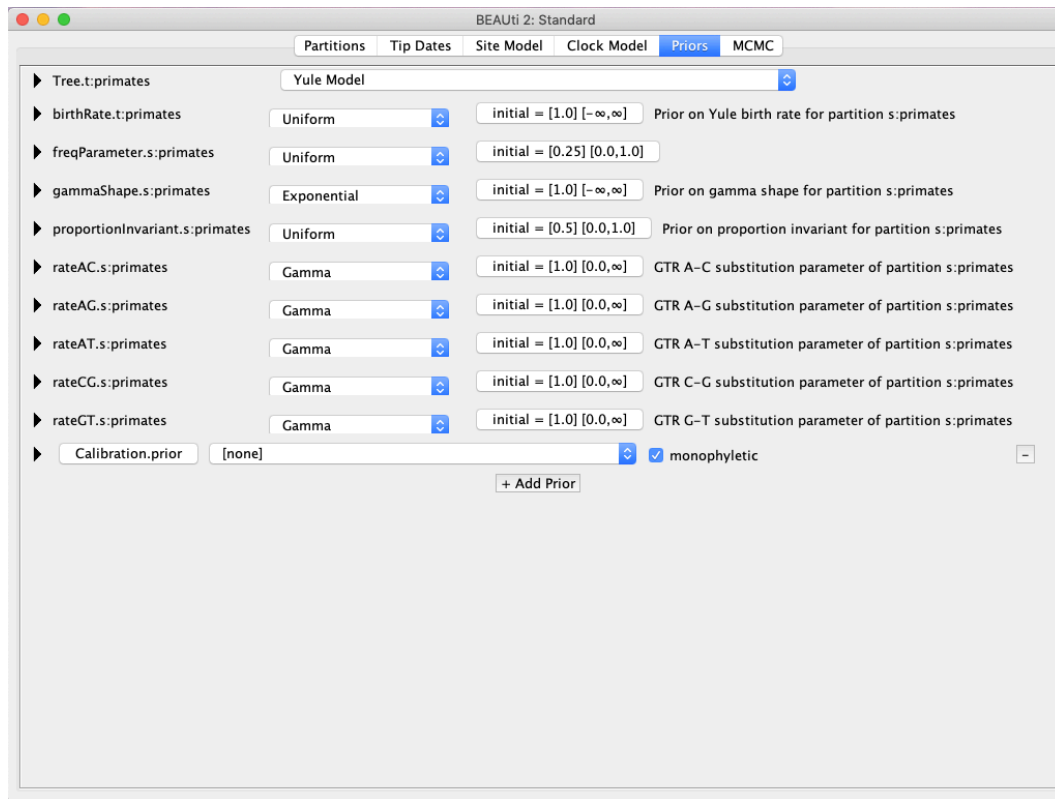 BEAUti 2: Standard
Partitions Tip Dates Site Model Clock Model Priors MCMC
Tree.t:primates Yule Model
birthRate.t:primates Uniform initial = [1.0] [-∞,∞] Prior on Yule birth rate for partition s:primates
freqParameter.s:primates Uniform initial = [0.25] [0.0,1.0]
gammaShape.s:primates Exponential initial = [1.0] [-∞,∞] Prior on gamma shape for partition s:primates
proportionInvariant.s:primates Uniform initial = [0.5] [0.0,1.0] Prior on proportion invariant for partition s:primates
rateAC.s:primates Gamma initial = [1.0] [0.0,∞] GTR A-C substitution parameter of partition s:primates
rateAG.s:primates Gamma initial = [1.0] [0.0,∞] GTR A-G substitution parameter of partition s:primates
rateAT.s:primates Gamma initial = [1.0] [0.0,∞] GTR A-T substitution parameter of partition s:primates
rateCG.s:primates Gamma initial = [1.0] [0.0,∞] GTR C-G substitution parameter of partition s:primates
rateGT.s:primates Gamma initial = [1.0] [0.0,∞] GTR G-T substitution parameter of partition s:primates
Calibration.prior [none] monophyletic -
+ Add Prior